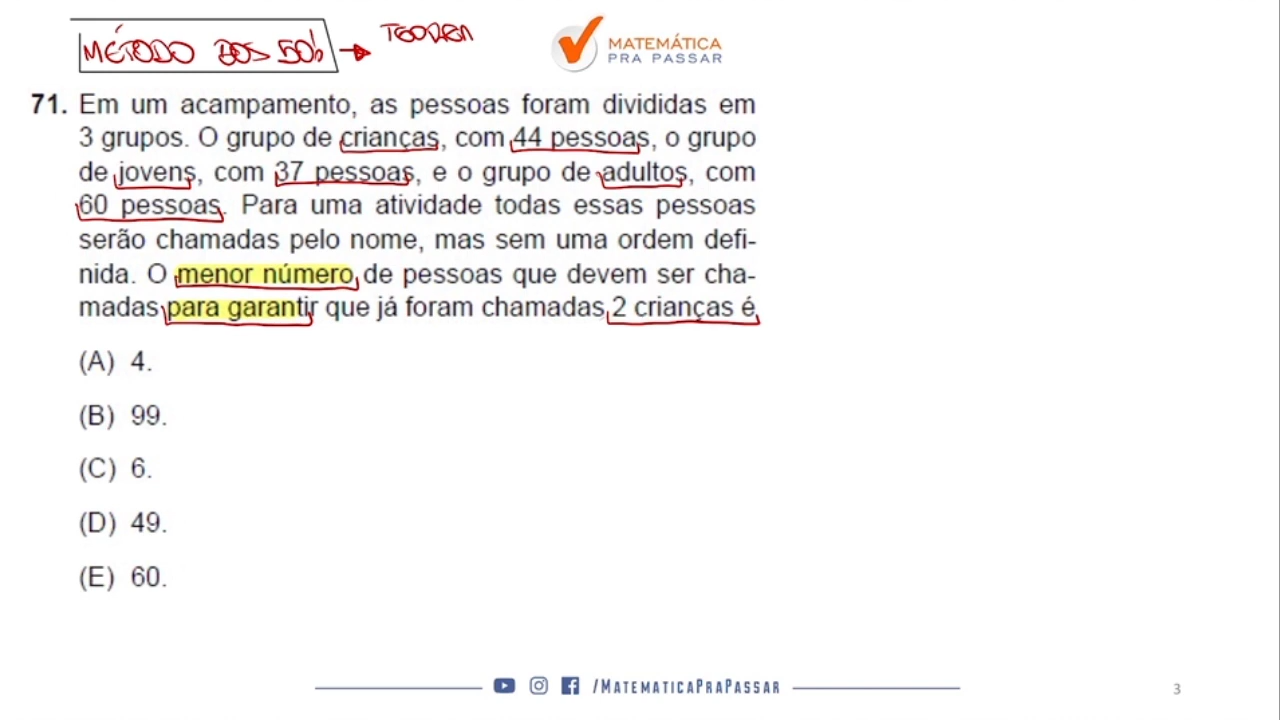 MÉTODO DOS
MATEMÁTICA
PRA PASSAR
71. Em um acampamento, as pessoas foram divididas em
3 grupos. O grupo de crianças, com 44 pessoas, o grupo
de jovens, com 37 pessoas, e o grupo de adultos, com
60 pessoas. Para uma atividade todas essas pessoas
serão chamadas pelo nome, mas sem uma ordem defi-
nida. O menor número de pessoas que devem ser cha-
madas para garantir que já foram chamadas 2 crianças é
(A) 4.
(B) 99.
(C) 6.
(D) 49.
(E) 60.
/MATEMATICAPRAPASSAR
3